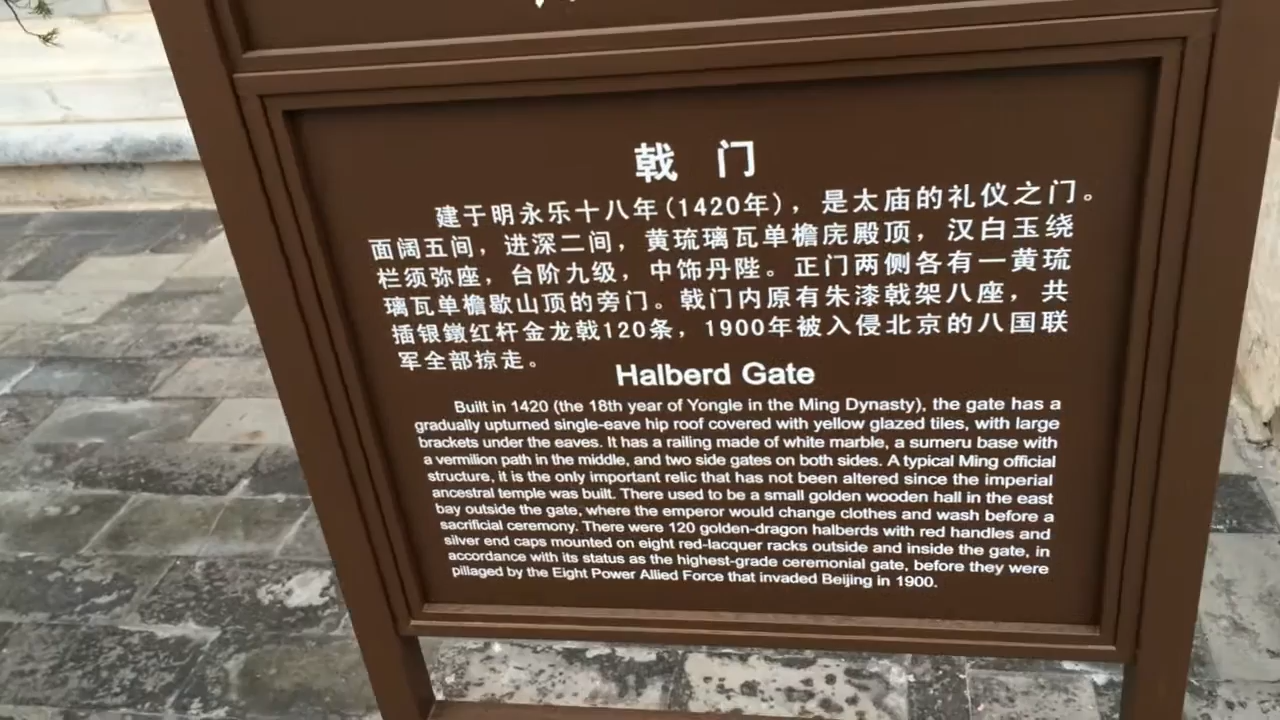 戟 门
建于明永乐十八年(1420年)，是太庙的礼仪之门。
面阔五间，进深二间，黄琉璃瓦单檐庑殿顶，汉白玉绕
栏须弥座，台阶九级，中饰丹陛。正门两侧各有一黄琉
璃瓦单檐歇山顶的旁门。戟门内原有朱漆戟架八座，共
插银鐓红杆金龙戟120条，1900年被入侵北京的八国联
军全部掠走。
Halberd Gate
Built in 1420 (the 18th year of Yongle in the Ming Dynasty), the gate has a
gradually upturned single-eave hip roof covered with yellow glazed tiles, with large
brackets under the eaves. It has a railing made of white marble, a sumeru base with
a vermilion path in the middle, and two side gates on both sides. A typical Ming official
structure, it is the only important relic that has not been altered since the imperial
ancestral temple was built. There used to be a small golden wooden hall in the east
bay outside the gate, where the emperor would change clothes and wash before a
sacrificial ceremony. There were 120 golden-dragon halberds with red handles and
silver end caps mounted on eight red-lacquer racks outside and inside the gate, in
accordance with its status as the highest-grade ceremonial gate, before they were
pillaged by the Eight Power Allied Force that invaded Beijing in 1900.